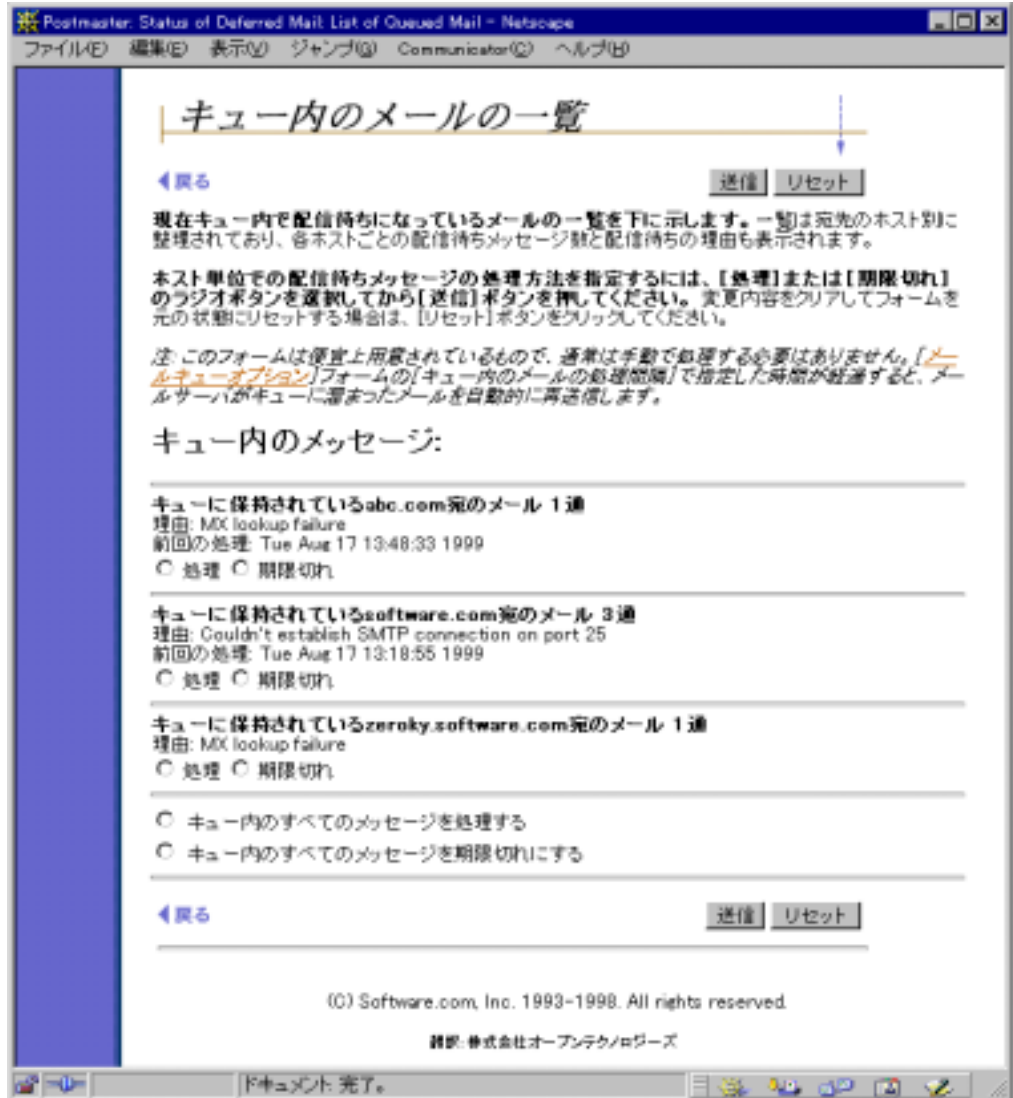 Postmaster: Status of Deferred Mail: List of Queued Mail - Netscape
ファイル(F) 編集(E) 表示(V) ジャンプ(G) Communicator(C) ヘルプ(H)
キュー内のメールの一覧
戻る 送信 リセット
現在キュー内で配信待ちになっているメールの一覧を下に示します。一覧は宛先のホスト別に
整理されており、各ホストごとの配信待ちメッセージ数と配信待ちの理由も表示されます。
ホスト単位での配信待ちメッセージの処理方法を指定するには、[処理]または[期限切れ]
のラジオボタンを選択してから[送信]ボタンを押してください。変更内容をクリアしてフォームを
元の状態にリセットする場合は、[リセット]ボタンをクリックしてください。
注: このフォームは便宜上用意されているもので、通常は手動で処理する必要はありません。[メー
ルキューオプション]フォームの[キュー内のメールの処理間隔]で指定した時間が経過すると、メー
ルサーバがキューに溜まったメールを自動的に再送信します。
キュー内のメッセージ:
キューに保持されているabc.com宛のメール 1通
理由: MX lookup failure
前回の処理: Tue Aug 17 13:48:33 1999
処理 期限切れ
キューに保持されているsoftware.com宛のメール 3通
理由: Couldn't establish SMTP connection on port 25
前回の処理: Tue Aug 17 13:18:55 1999
処理 期限切れ
キューに保持されているzeroky.software.com宛のメール 1通
理由: MX lookup failure
処理 期限切れ
キュー内のすべてのメッセージを処理する
キュー内のすべてのメッセージを期限切れにする
戻る 送信 リセット
(C) Software.com, Inc. 1993-1998. All rights reserved.
翻訳: 株式会社オープンテクノロジーズ
ドキュメント: 完了。